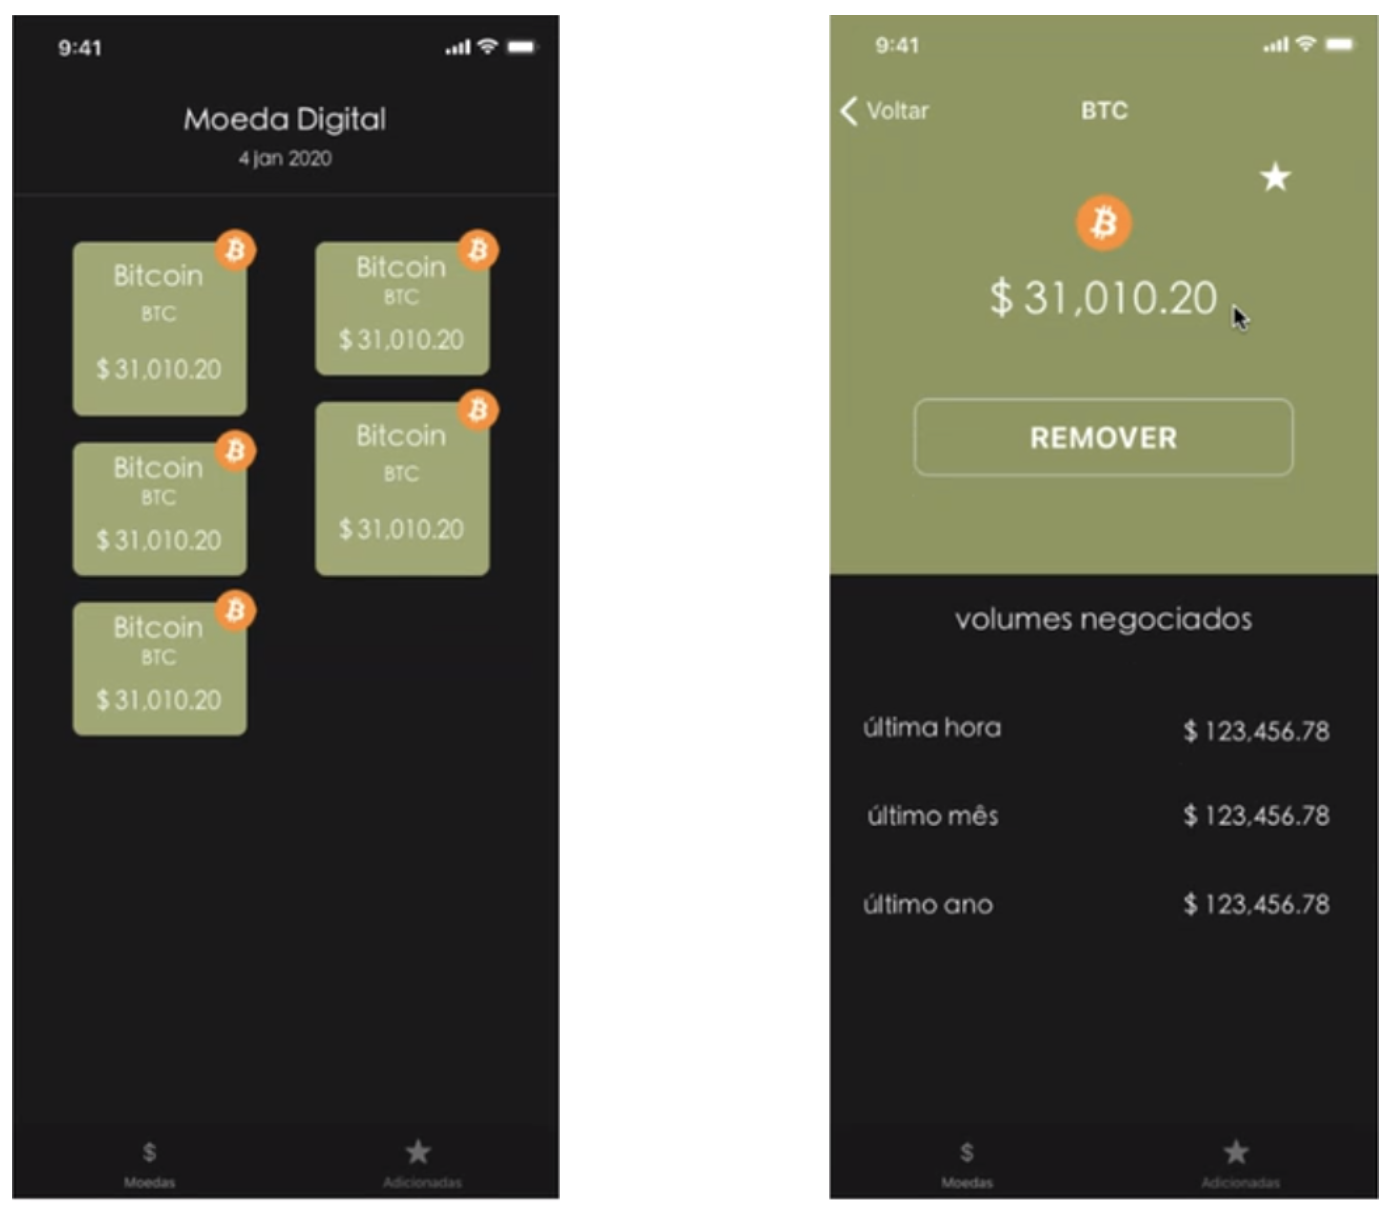 9:41
Moeda Digital
4 jan 2020
Bitcoin
BTC
$ 31,010.20
Bitcoin
BTC
$ 31,010.20
Bitcoin
BTC
$ 31,010.20
Bitcoin
BTC
$ 31,010.20
Bitcoin
BTC
$ 31,010.20
$
Moedas
Adicionadas
9:41
Voltar
BTC
$ 31,010.20
REMOVER
volumes negociados
última hora $ 123,456.78
último mês $ 123,456.78
último ano $ 123,456.78
$
Moedas
Adicionadas